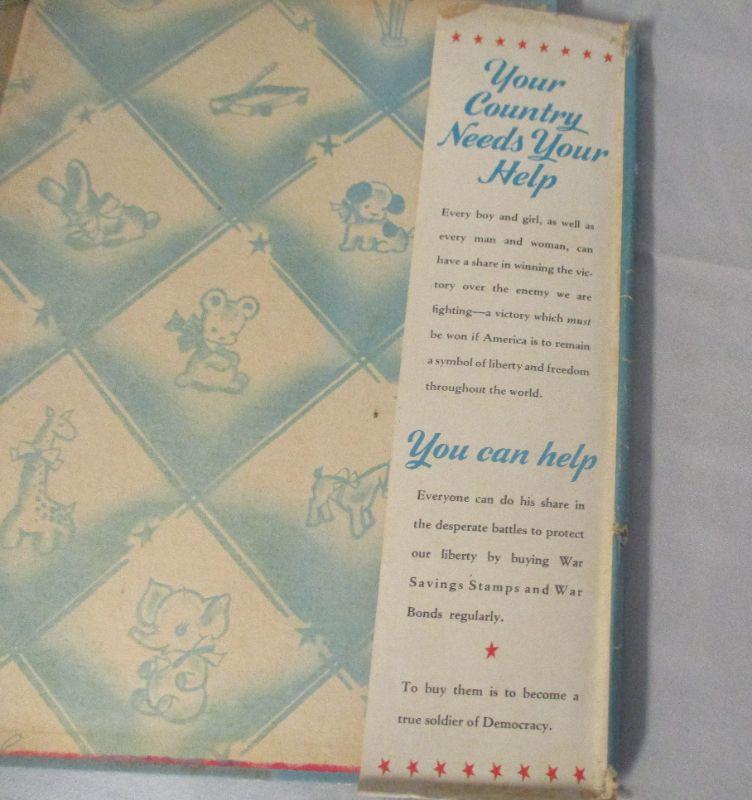 Your
Country
Needs Your
Help
Every boy and girl, as well as
every man and woman, can
have a share in winning the vic-
tory over the enemy we are
fighting—a victory which must
be won if America is to remain
a symbol of liberty and freedom
throughout the world.
You can help
Everyone can do his share in
the desperate battles to protect
our liberty by buying War
Savings Stamps and War
Bonds regularly.
To buy them is to become a
true soldier of Democracy.